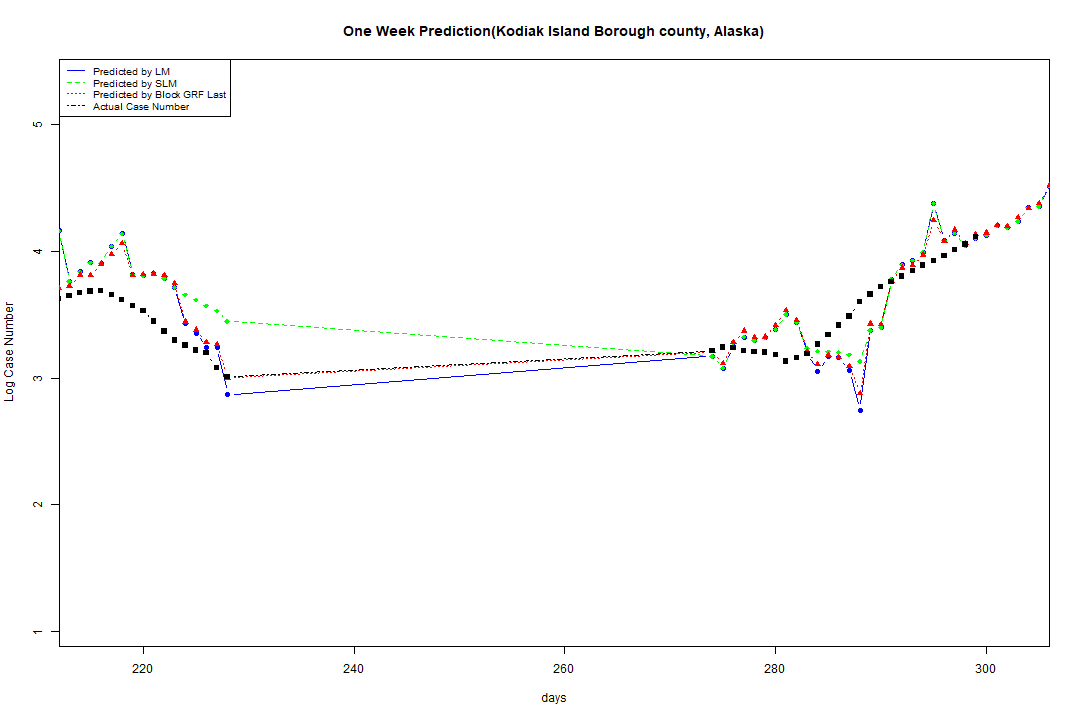 One Week Prediction(Kodiak Island Borough county, Alaska)
Predicted by LM
Predicted by SLM
Predicted by Block GRF Last
Actual Case Number
5
4
3
2
1
Log Case Number
220 240 260 280 300
days